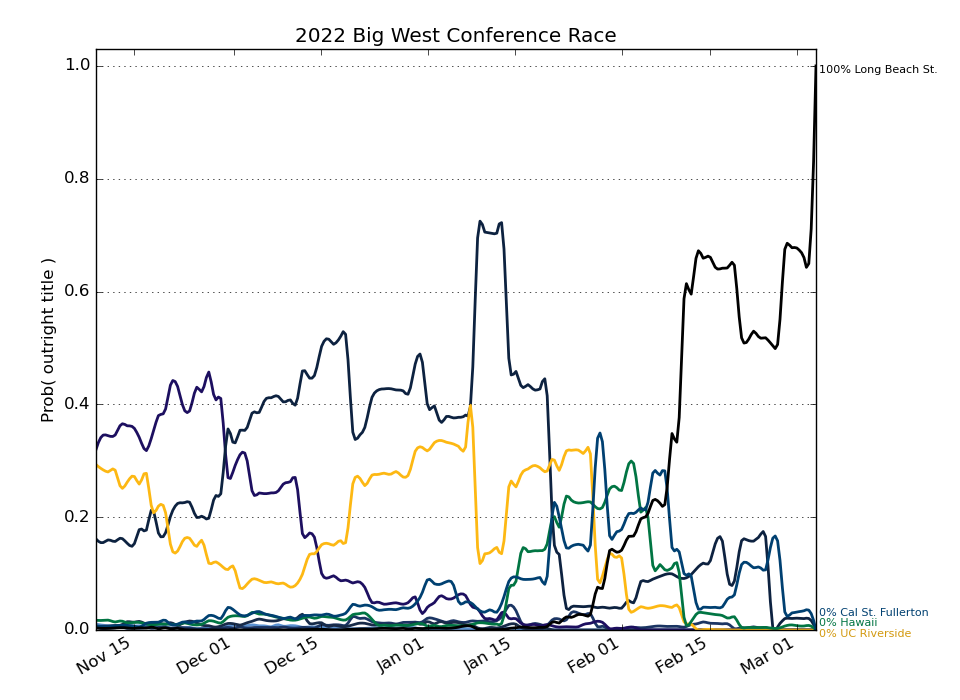 2022 Big West Conference Race
Prob( outright title )
1.0
0.8
0.6
0.4
0.2
0.0
100% Long Beach St.
0% Cal St. Fullerton
0% Hawaii
0% UC Riverside
Nov 15
Dec 01
Dec 15
Jan 01
Jan 15
Feb 01
Feb 15
Mar 01